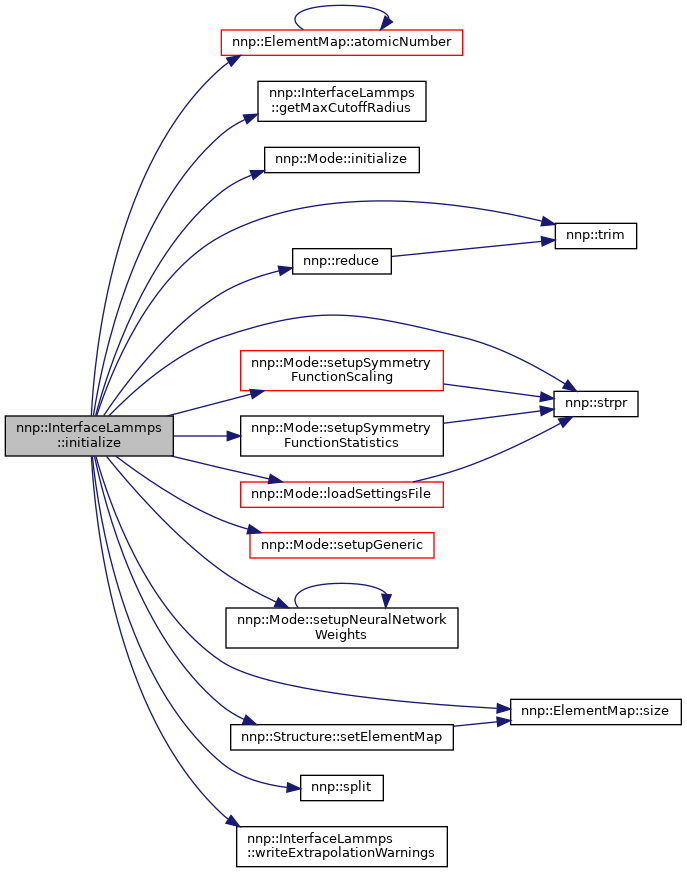 nnp::ElementMap::atomicNumber
nnp::InterfaceLammps
::getMaxCutoffRadius
nnp::Mode::initialize
nnp::trim
nnp::reduce
nnp::Mode::setupSymmetry
FunctionScaling
nnp::strpr
nnp::InterfaceLammps
::initialize
nnp::Mode::setupSymmetry
FunctionStatistics
nnp::Mode::loadSettingsFile
nnp::Mode::setupGeneric
nnp::Mode::setupNeuralNetwork
Weights
nnp::ElementMap::size
nnp::Structure::setElementMap
nnp::split
nnp::InterfaceLammps
::writeExtrapolationWarnings